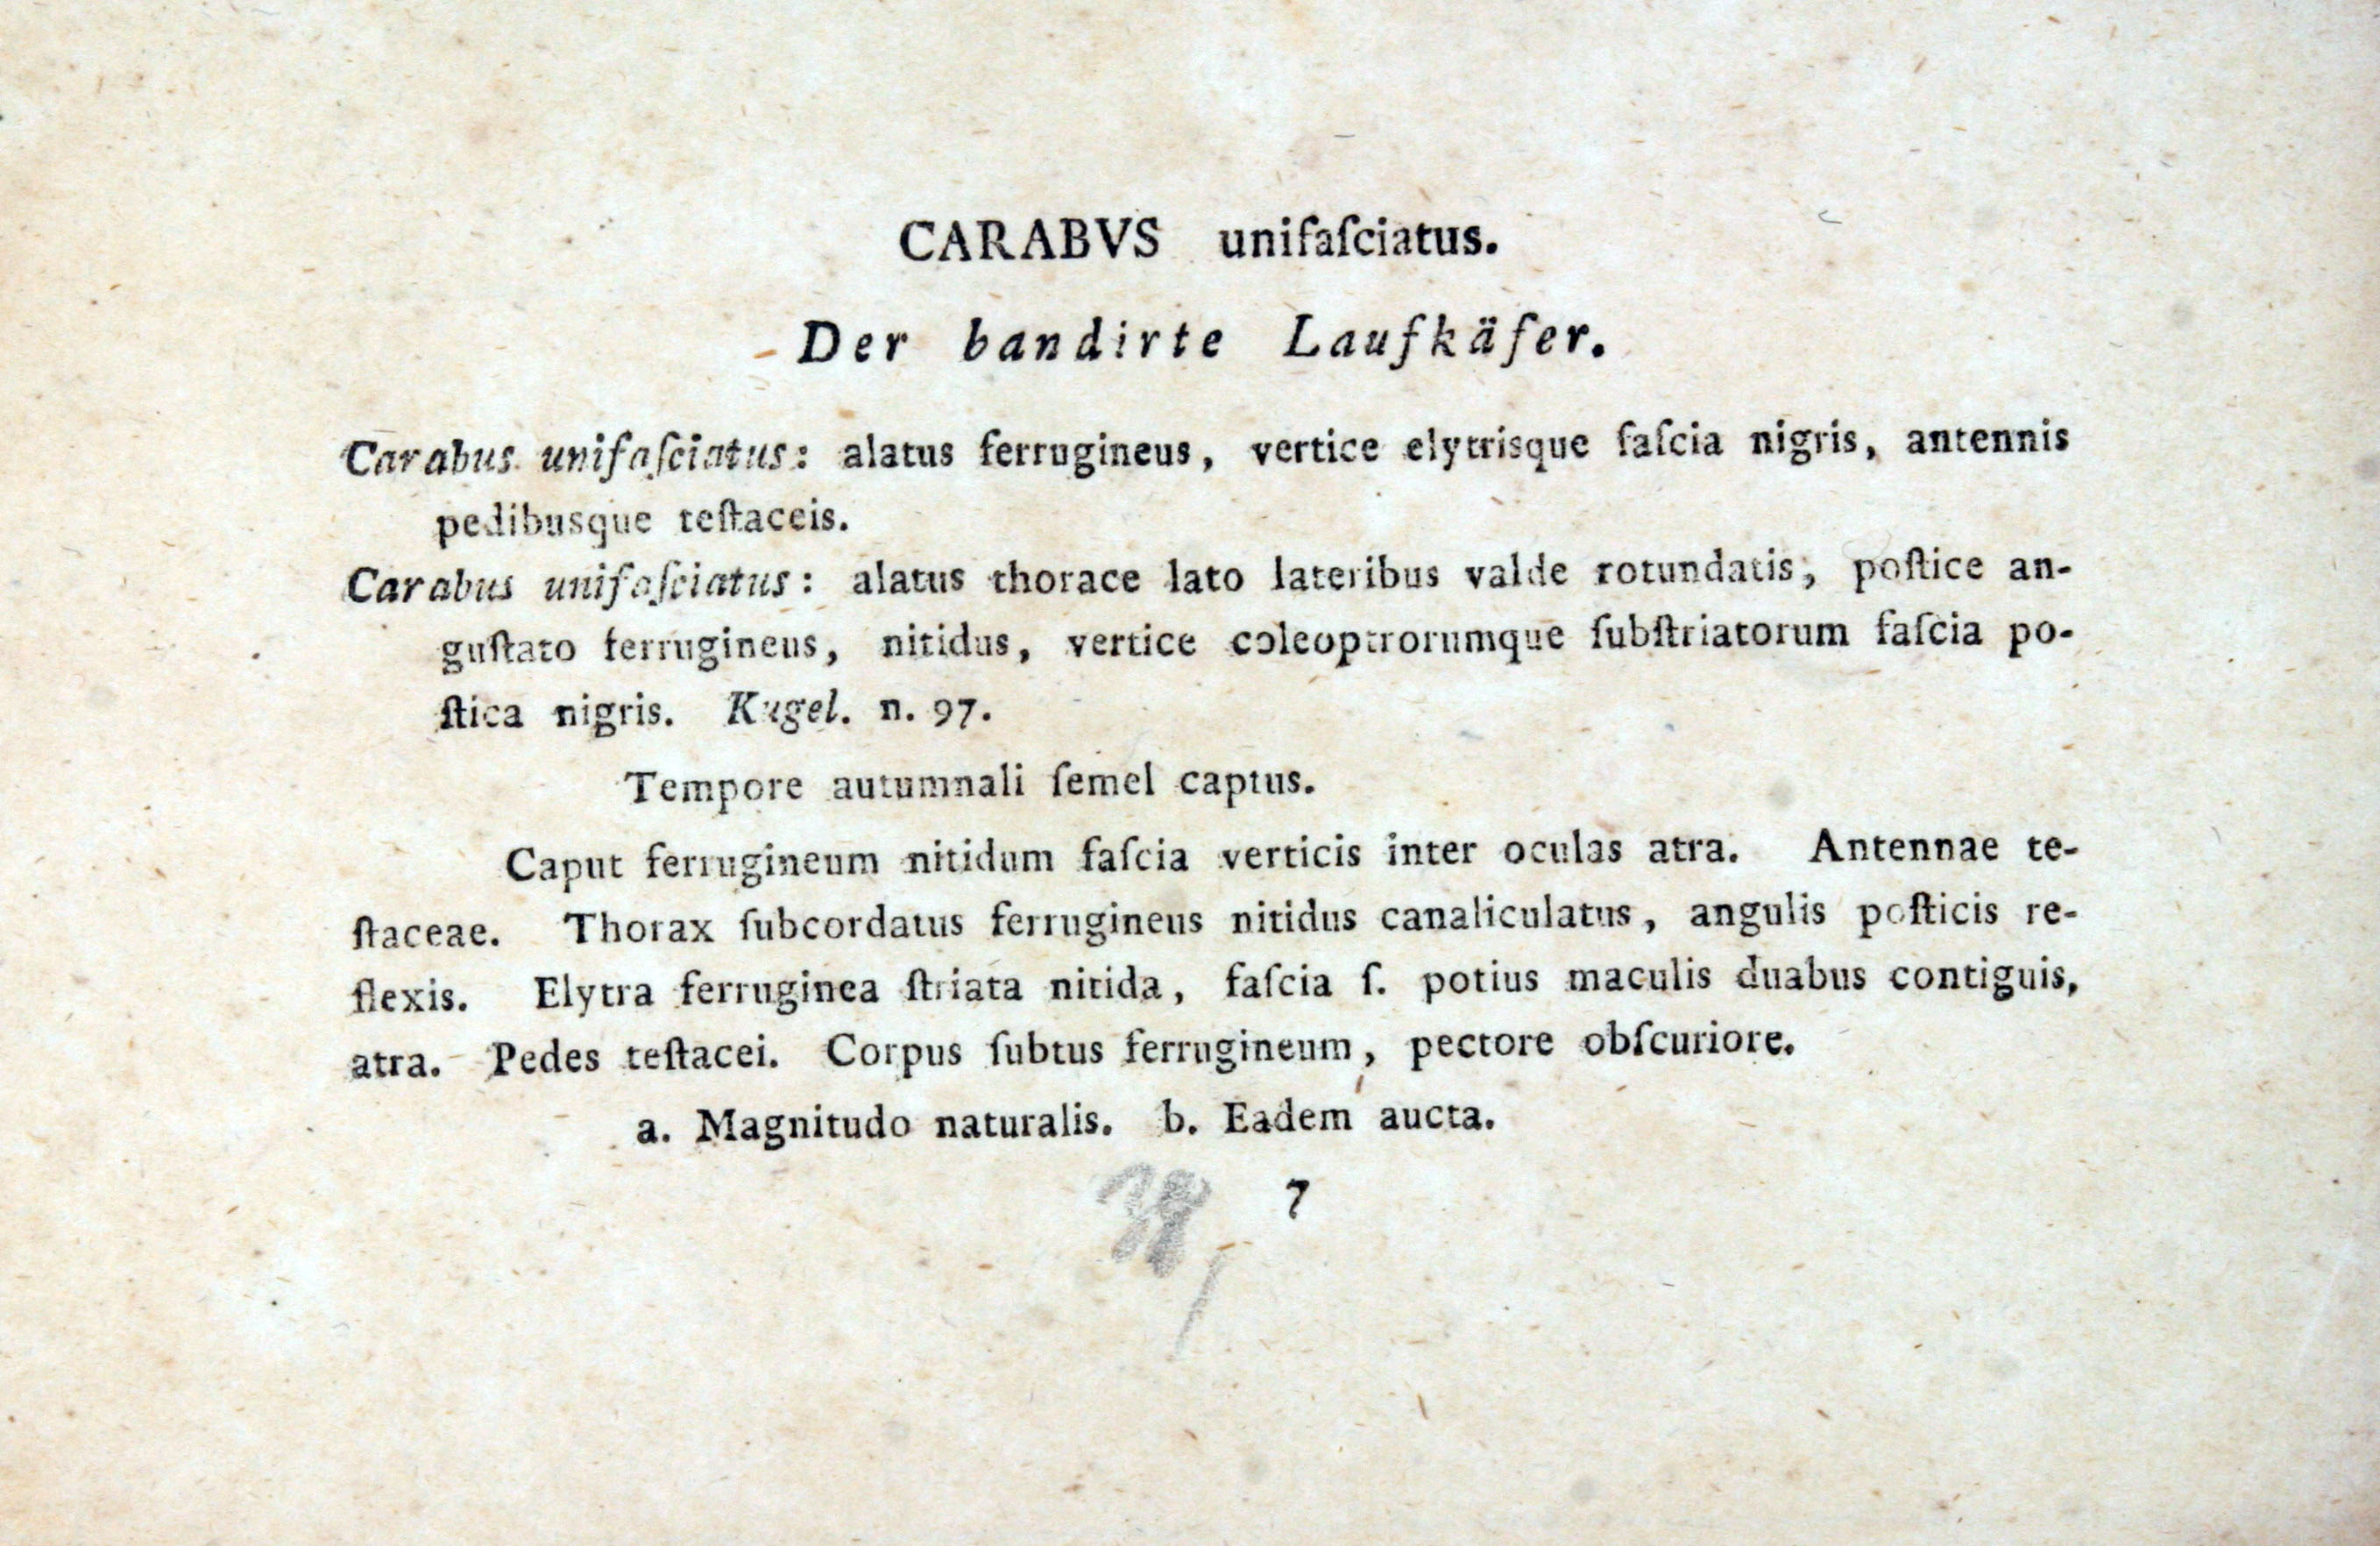 CARABVS unifaſciatus.
Der bandirte Laufkäfer.
Carabus unifaſciatus: alatus ferrugineus, vertice elytrisque faſcia nigris, antennis
pedibusque teſtaceis.
Carabus unifaſciatus: alatus thorace lato lateribus valde rotundatis, poſtice an-
guſtato ferrugineus, nitidus, vertice coleoptrorumque ſubſtriatorum faſcia po-
ſtica nigris. Kugel. n. 97.
Tempore autumnali ſemel captus.
Caput ferrugineum nitidum faſcia verticis inter oculas atra. Antennae te-
ſtaceae. Thorax ſubcordatus ferrugineus nitidus canaliculatus, angulis poſticis re-
flexis. Elytra ferruginea ſtriata nitida, faſcia ſ. potius maculis duabus contiguis,
atra. Pedes teſtacei. Corpus ſubtus ferrugineum, pectore obſcuriore.
a. Magnitudo naturalis. b. Eadem aucta.
7